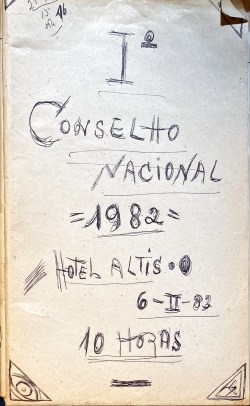 Iº
CONSELHO
NACIONAL
=1982=
HOTEL ALTIS
6-II-83
10 HORAS